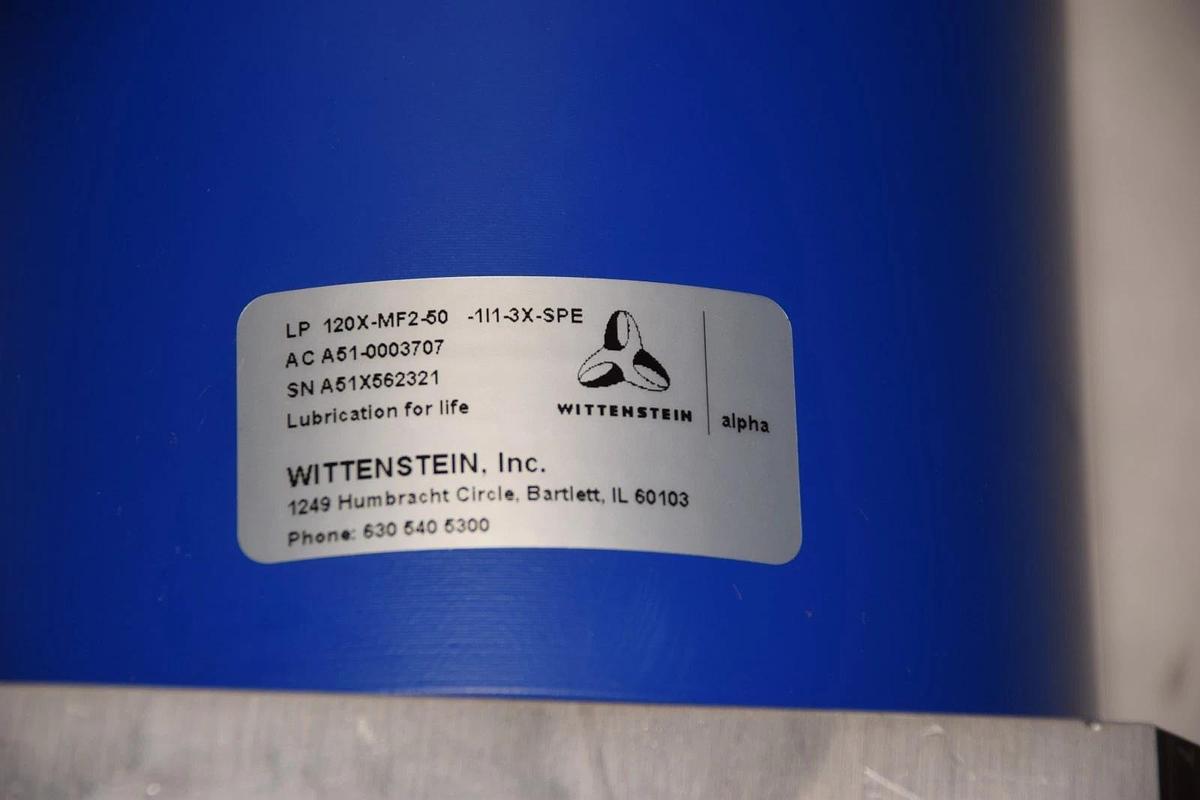 LP 120X-MF2-50 -1I1-3X-SPE
AC A51-0003707
SN A51X562321
Lubrication for life
WITTENSTEIN
alpha
WITTENSTEIN, Inc.
1249 Humbracht Circle, Bartlett, IL 60103
Phone: 630 540 5300